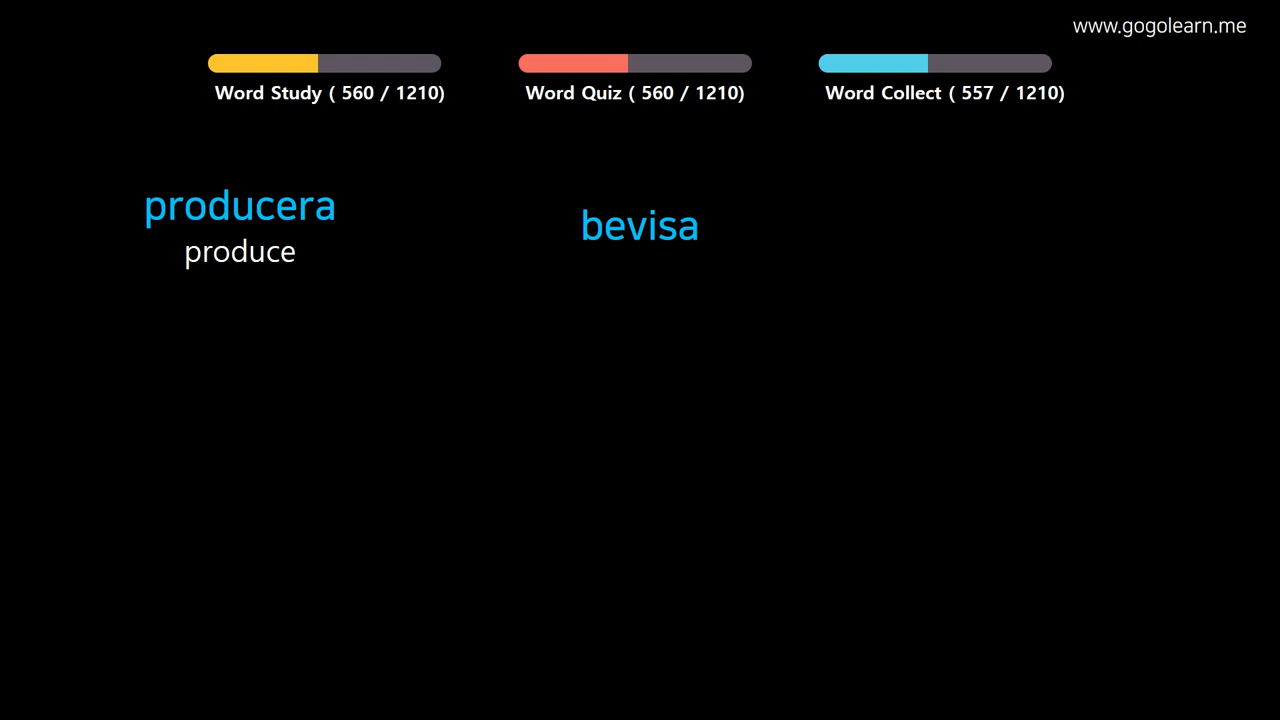 www.gogolearn.me
Word Study ( 560 / 1210)
Word Quiz ( 560 / 1210)
Word Collect ( 557 / 1210)
producera
produce
bevisa